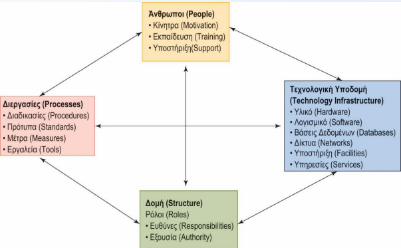 Άνθρωποι (People)
• Κίνητρα (Motivation)
• Εκπαίδευση (Training)
• Υποστήριξη(Support)
Διεργασίες (Processes)
• Διαδικασίες (Procedures)
• Πρότυπα (Standards)
• Μέτρα (Measures)
• Εργαλεία (Tools)
Τεχνολογική Υποδομή
(Technology Infrastructure)
• Υλικό (Hardware)
• Λογισμικό (Software)
• Βάσεις Δεδομένων (Databases)
• Δίκτυα (Networks)
• Υποστήριξη (Facilities)
• Υπηρεσίες (Services)
Δομή (Structure)
Ρόλοι (Roles)
• Ευθύνες (Responsibilities)
• Εξουσία (Authority)